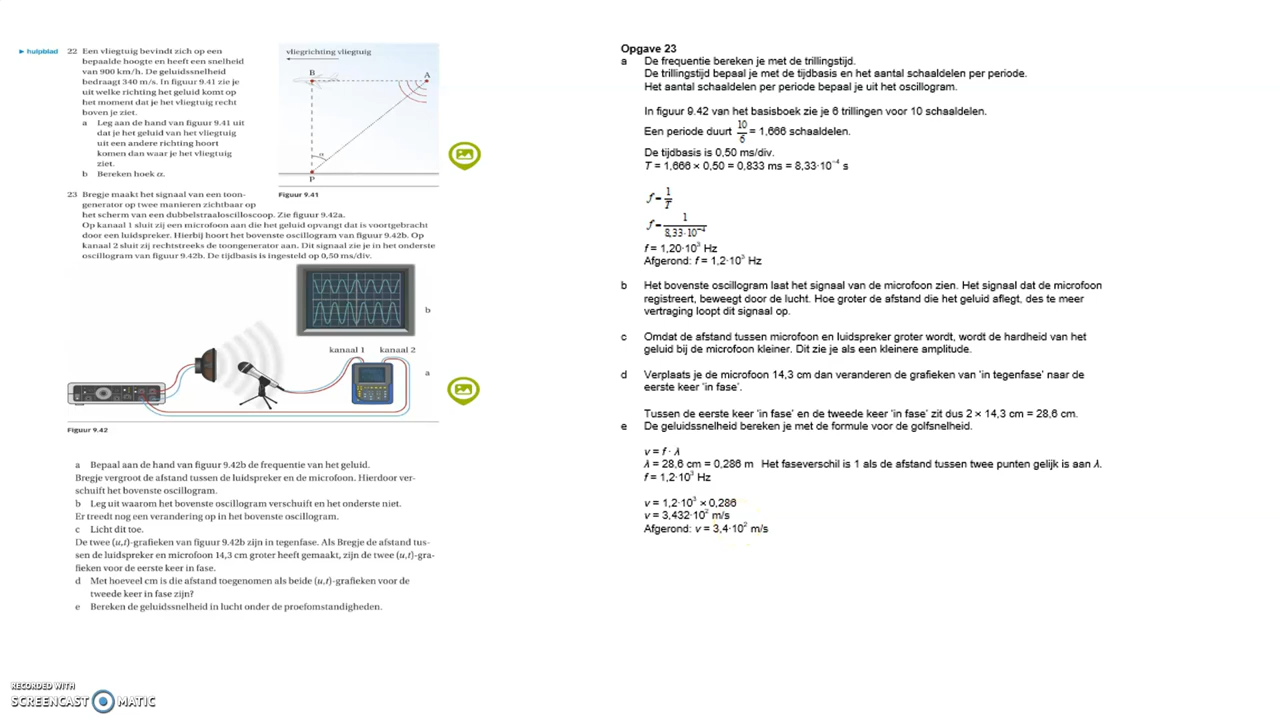 ► hulpblad
22 Een vliegtuig bevindt zich op een
bepaalde hoogte en heeft een snelheid
van 900 km/h. De geluidssnelheid
bedraagt 340 m/s. In figuur 9.41 zie je
uit welke richting het geluid komt op
het moment dat je het vliegtuig recht
boven je ziet.
a Leg aan de hand van figuur 9.41 uit
dat je het geluid van het vliegtuig
uit een andere richting hoort
komen dan waar je het vliegtuig
ziet.
b Bereken hoek α.
vliegrichting vliegtuig
B
A
α
P
Figuur 9.41
23 Bregje maakt het signaal van een toon-
generator op twee manieren zichtbaar op
het scherm van een dubbelstraaloscilloscoop. Zie figuur 9.42a.
Op kanaal 1 sluit zij een microfoon aan die het geluid opvangt dat is voortgebracht
door een luidspreker. Hierbij hoort het bovenste oscillogram van figuur 9.42b. Op
kanaal 2 sluit zij rechtstreeks de toongenerator aan. Dit signaal zie je in het onderste
oscillogram van figuur 9.42b. De tijdbasis is ingesteld op 0,50 ms/div.
b
kanaal 1 kanaal 2
a
Figuur 9.42
a Bepaal aan de hand van figuur 9.42b de frequentie van het geluid.
Bregje vergroot de afstand tussen de luidspreker en de microfoon. Hierdoor ver-
schuift het bovenste oscillogram.
b Leg uit waarom het bovenste oscillogram verschuift en het onderste niet.
Er treedt nog een verandering op in het bovenste oscillogram.
c Licht dit toe.
De twee (u,t)-grafieken van figuur 9.42b zijn in tegenfase. Als Bregje de afstand tus-
sen de luidspreker en microfoon 14,3 cm groter heeft gemaakt, zijn de twee (u,t)-gra-
fieken voor de eerste keer in fase.
d Met hoeveel cm is die afstand toegenomen als beide (u,t)-grafieken voor de
tweede keer in fase zijn?
e Bereken de geluidssnelheid in lucht onder de proefomstandigheden.
RECORDED WITH
SCREENCAST MATIC
Opgave 23
a De frequentie bereken je met de trillingstijd.
De trillingstijd bepaal je met de tijdbasis en het aantal schaaldelen per periode.
Het aantal schaaldelen per periode bepaal je uit het oscillogram.
In figuur 9.42 van het basisboek zie je 6 trillingen voor 10 schaaldelen.
Een periode duurt 10/6 = 1,666 schaaldelen.
De tijdbasis is 0,50 ms/div.
T = 1,666 × 0,50 = 0,833 ms = 8,33·10⁻⁴ s
f = 1/T
f = 1/8,33·10⁻⁴
f = 1,20·10³ Hz
Afgerond: f = 1,2·10³ Hz
b Het bovenste oscillogram laat het signaal van de microfoon zien. Het signaal dat de microfoon
registreert, beweegt door de lucht. Hoe groter de afstand die het geluid aflegt, des te meer
vertraging loopt dit signaal op.
c Omdat de afstand tussen microfoon en luidspreker groter wordt, wordt de hardheid van het
geluid bij de microfoon kleiner. Dit zie je als een kleinere amplitude.
d Verplaats je de microfoon 14,3 cm dan veranderen de grafieken van 'in tegenfase' naar de
eerste keer 'in fase'.
Tussen de eerste keer 'in fase' en de tweede keer 'in fase' zit dus 2 × 14,3 cm = 28,6 cm.
e De geluidssnelheid bereken je met de formule voor de golfsnelheid.
v = f · λ
λ = 28,6 cm = 0,286 m Het faseverschil is 1 als de afstand tussen twee punten gelijk is aan λ.
f = 1,2·10³ Hz
v = 1,2·10³ × 0,286
v = 3,432·10² m/s
Afgerond: v = 3,4·10² m/s